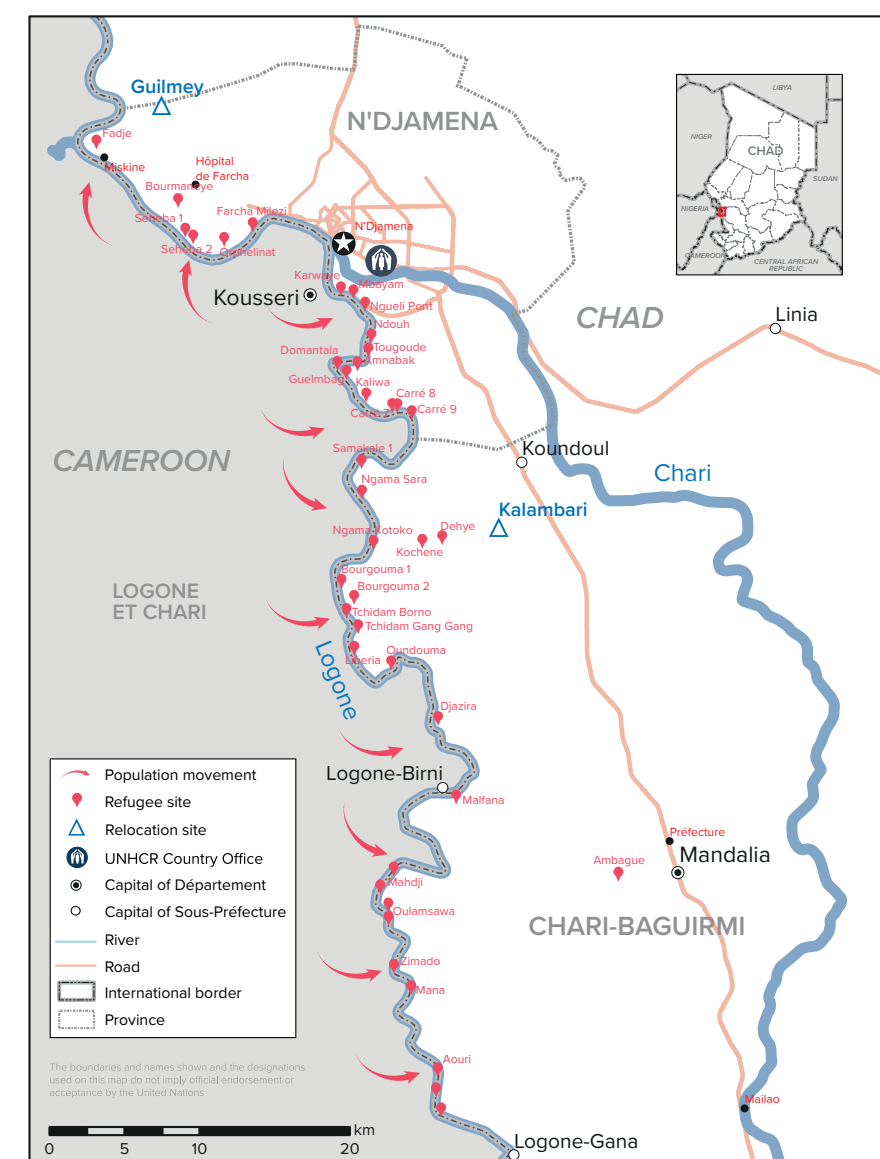 Guilmey
N'DJAMENA
LIBYA
NIGER
CHAD
SUDAN
NIGERIA
CAMEROON
CENTRAL AFRICAN
REPUBLIC
Fadje
Miskine
Hôpital
de Farcha
Bourmaneye
Seheba 1
Farcha Milezi
Seheba 2
Orphelinat
N'Djamena
Karwaye
Mbayam
Kousseri
Ngueli Pont
CHAD
Linia
Ndouh
Domantala
Tougoude
Amnabak
Guelmbag
Kaliwa
Carré 8
Carré 7
Carré 9
CAMEROON
Samakole 1
Koundoul
Chari
Ngama Sara
Kalambari
Ngama Kotoko
Dehye
Kochene
LOGONE
ET CHARI
Bourgouma 1
Bourgouma 2
Tchidam Borno
Tchidam Gang Gang
Logone
Liberia
Oundouma
Djazira
Logone-Birni
Malfana
Préfecture
Mandalia
Ambague
Mahdji
Oulamsawa
CHARI-BAGUIRMI
Zimado
Mana
Aouri
Mailao
Logone-Gana
Population movement
Refugee site
Relocation site
UNHCR Country Office
Capital of Département
Capital of Sous-Préfecture
River
Road
International border
Province
The boundaries and names shown and the designations
used on this map do not imply official endorsement or
acceptance by the United Nations
km
0 5 10 20